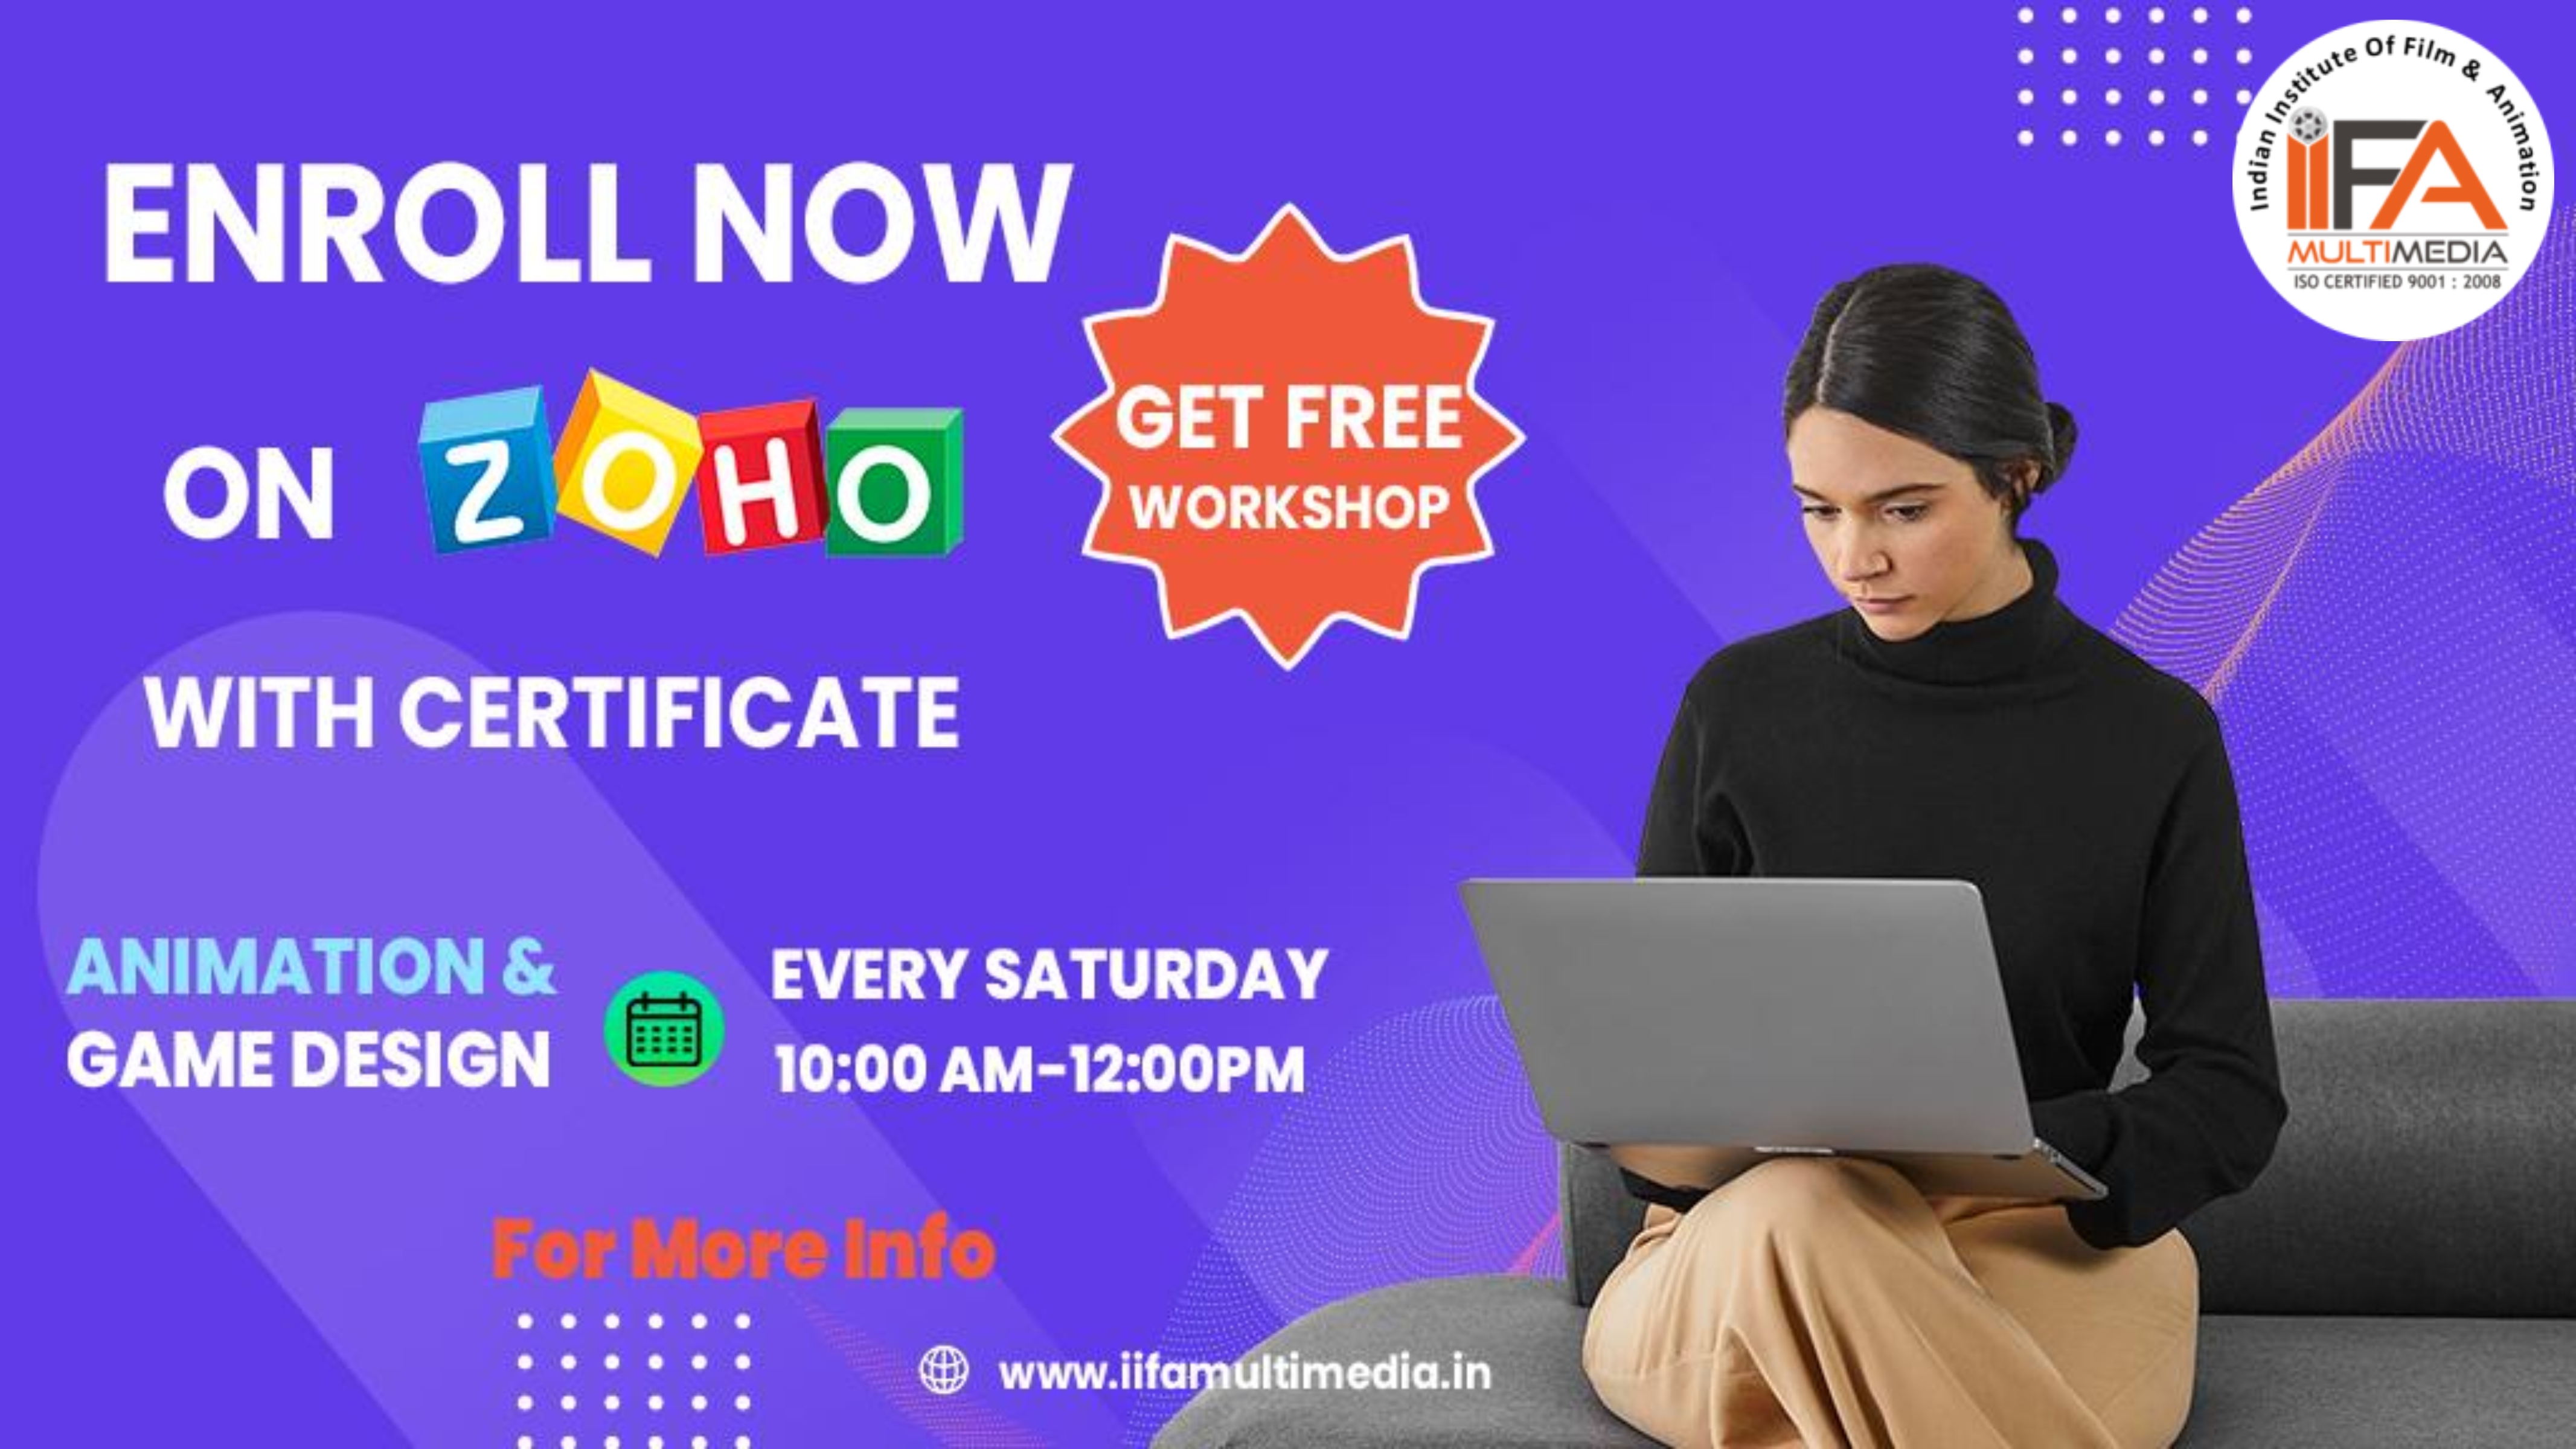 Indian Institute Of Film & Animation
iiFA
MULTIMEDIA
ISO CERTIFIED 9001 : 2008
ENROLL NOW
ON ZOHO
GET FREE
WORKSHOP
WITH CERTIFICATE
ANIMATION &
GAME DESIGN
EVERY SATURDAY
10:00 AM-12:00PM
For More Info
www.iifamultimedia.in